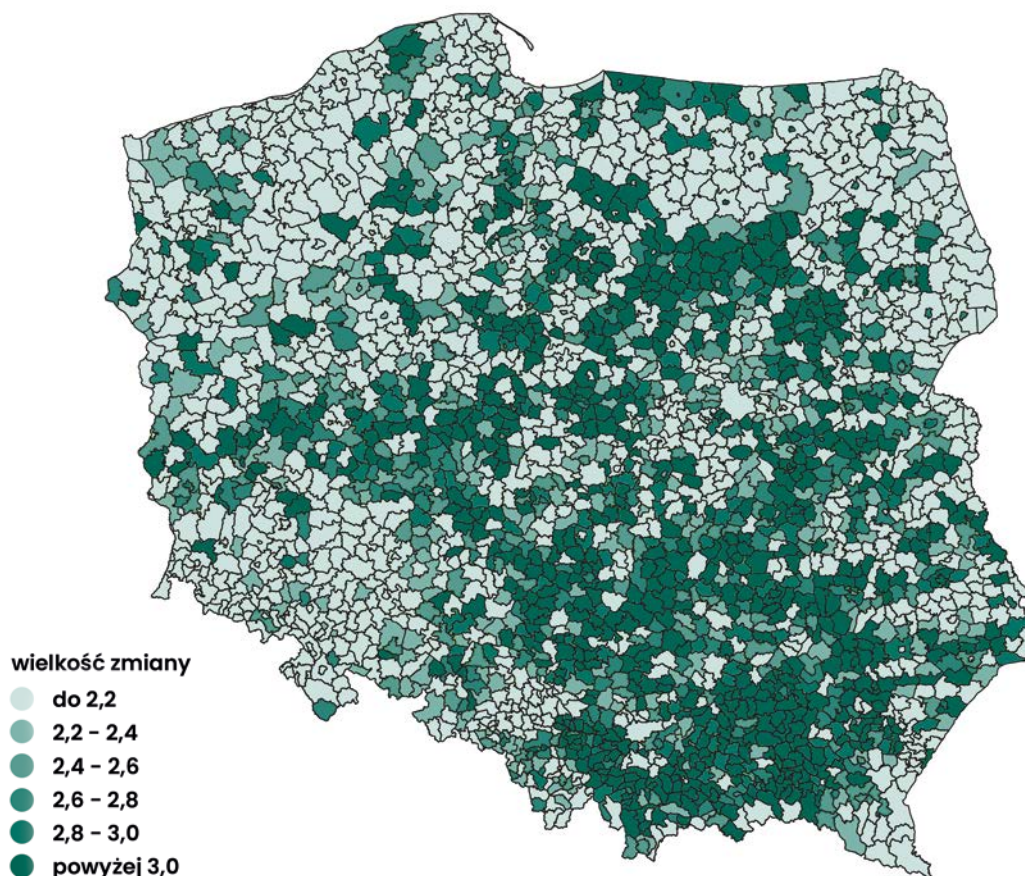 wielkość zmiany
do 2,2
2,2 - 2,4
2,4 - 2,6
2,6 - 2,8
2,8 - 3,0
powyżej 3,0